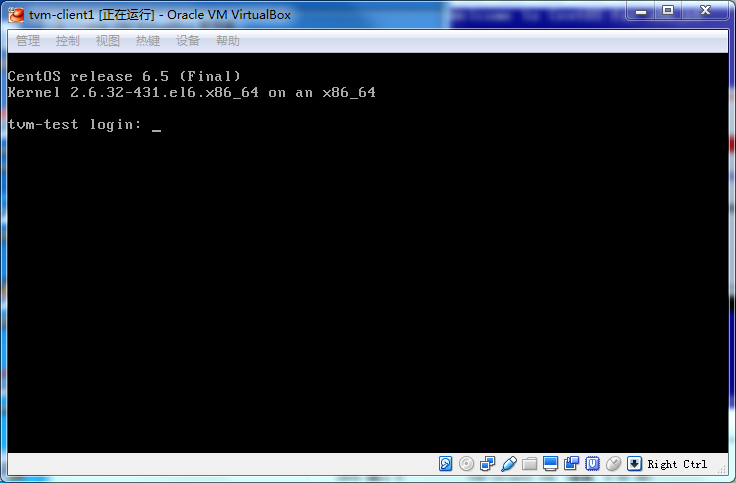 tvm-client1 [正在运行] - Oracle VM VirtualBox
管理 控制 视图 热键 设备 帮助
CentOS release 6.5 (Final)
Kernel 2.6.32-431.el6.x86_64 on an x86_64
tvm-test login: _
Right Ctrl